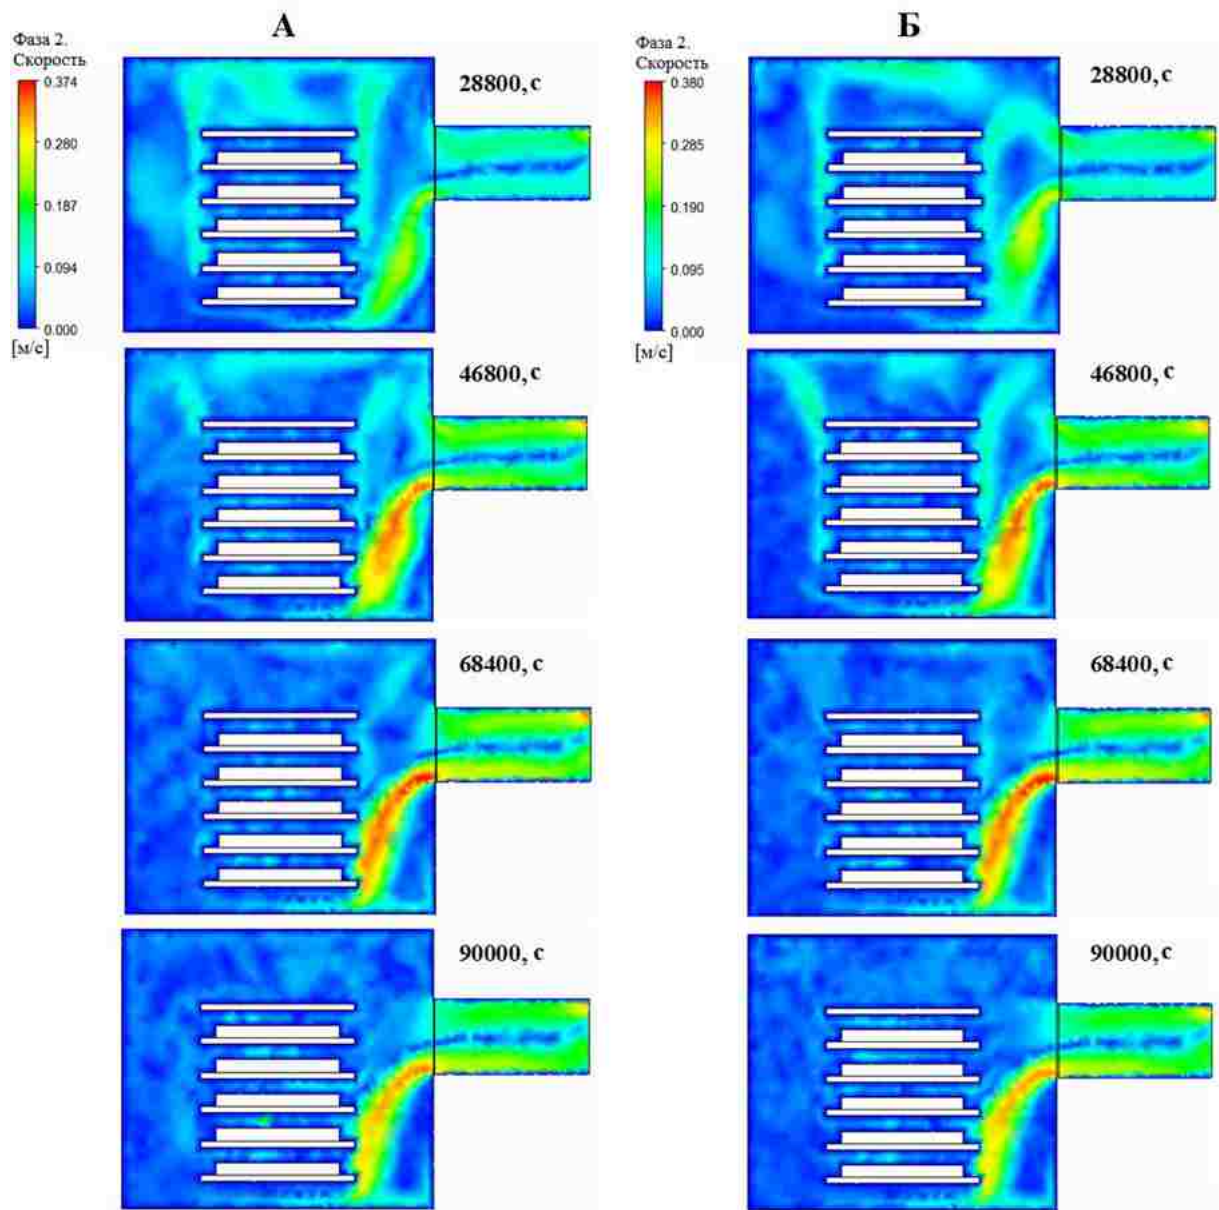 А
Б
Фаза 2.
Скорость
0.374
0.280
0.187
0.094
0.000
[м/с]
28800, с
Фаза 2.
Скорость
0.380
0.285
0.190
0.095
0.000
[м/с]
28800, с
46800, с
46800, с
68400, с
68400, с
90000, с
90000, с